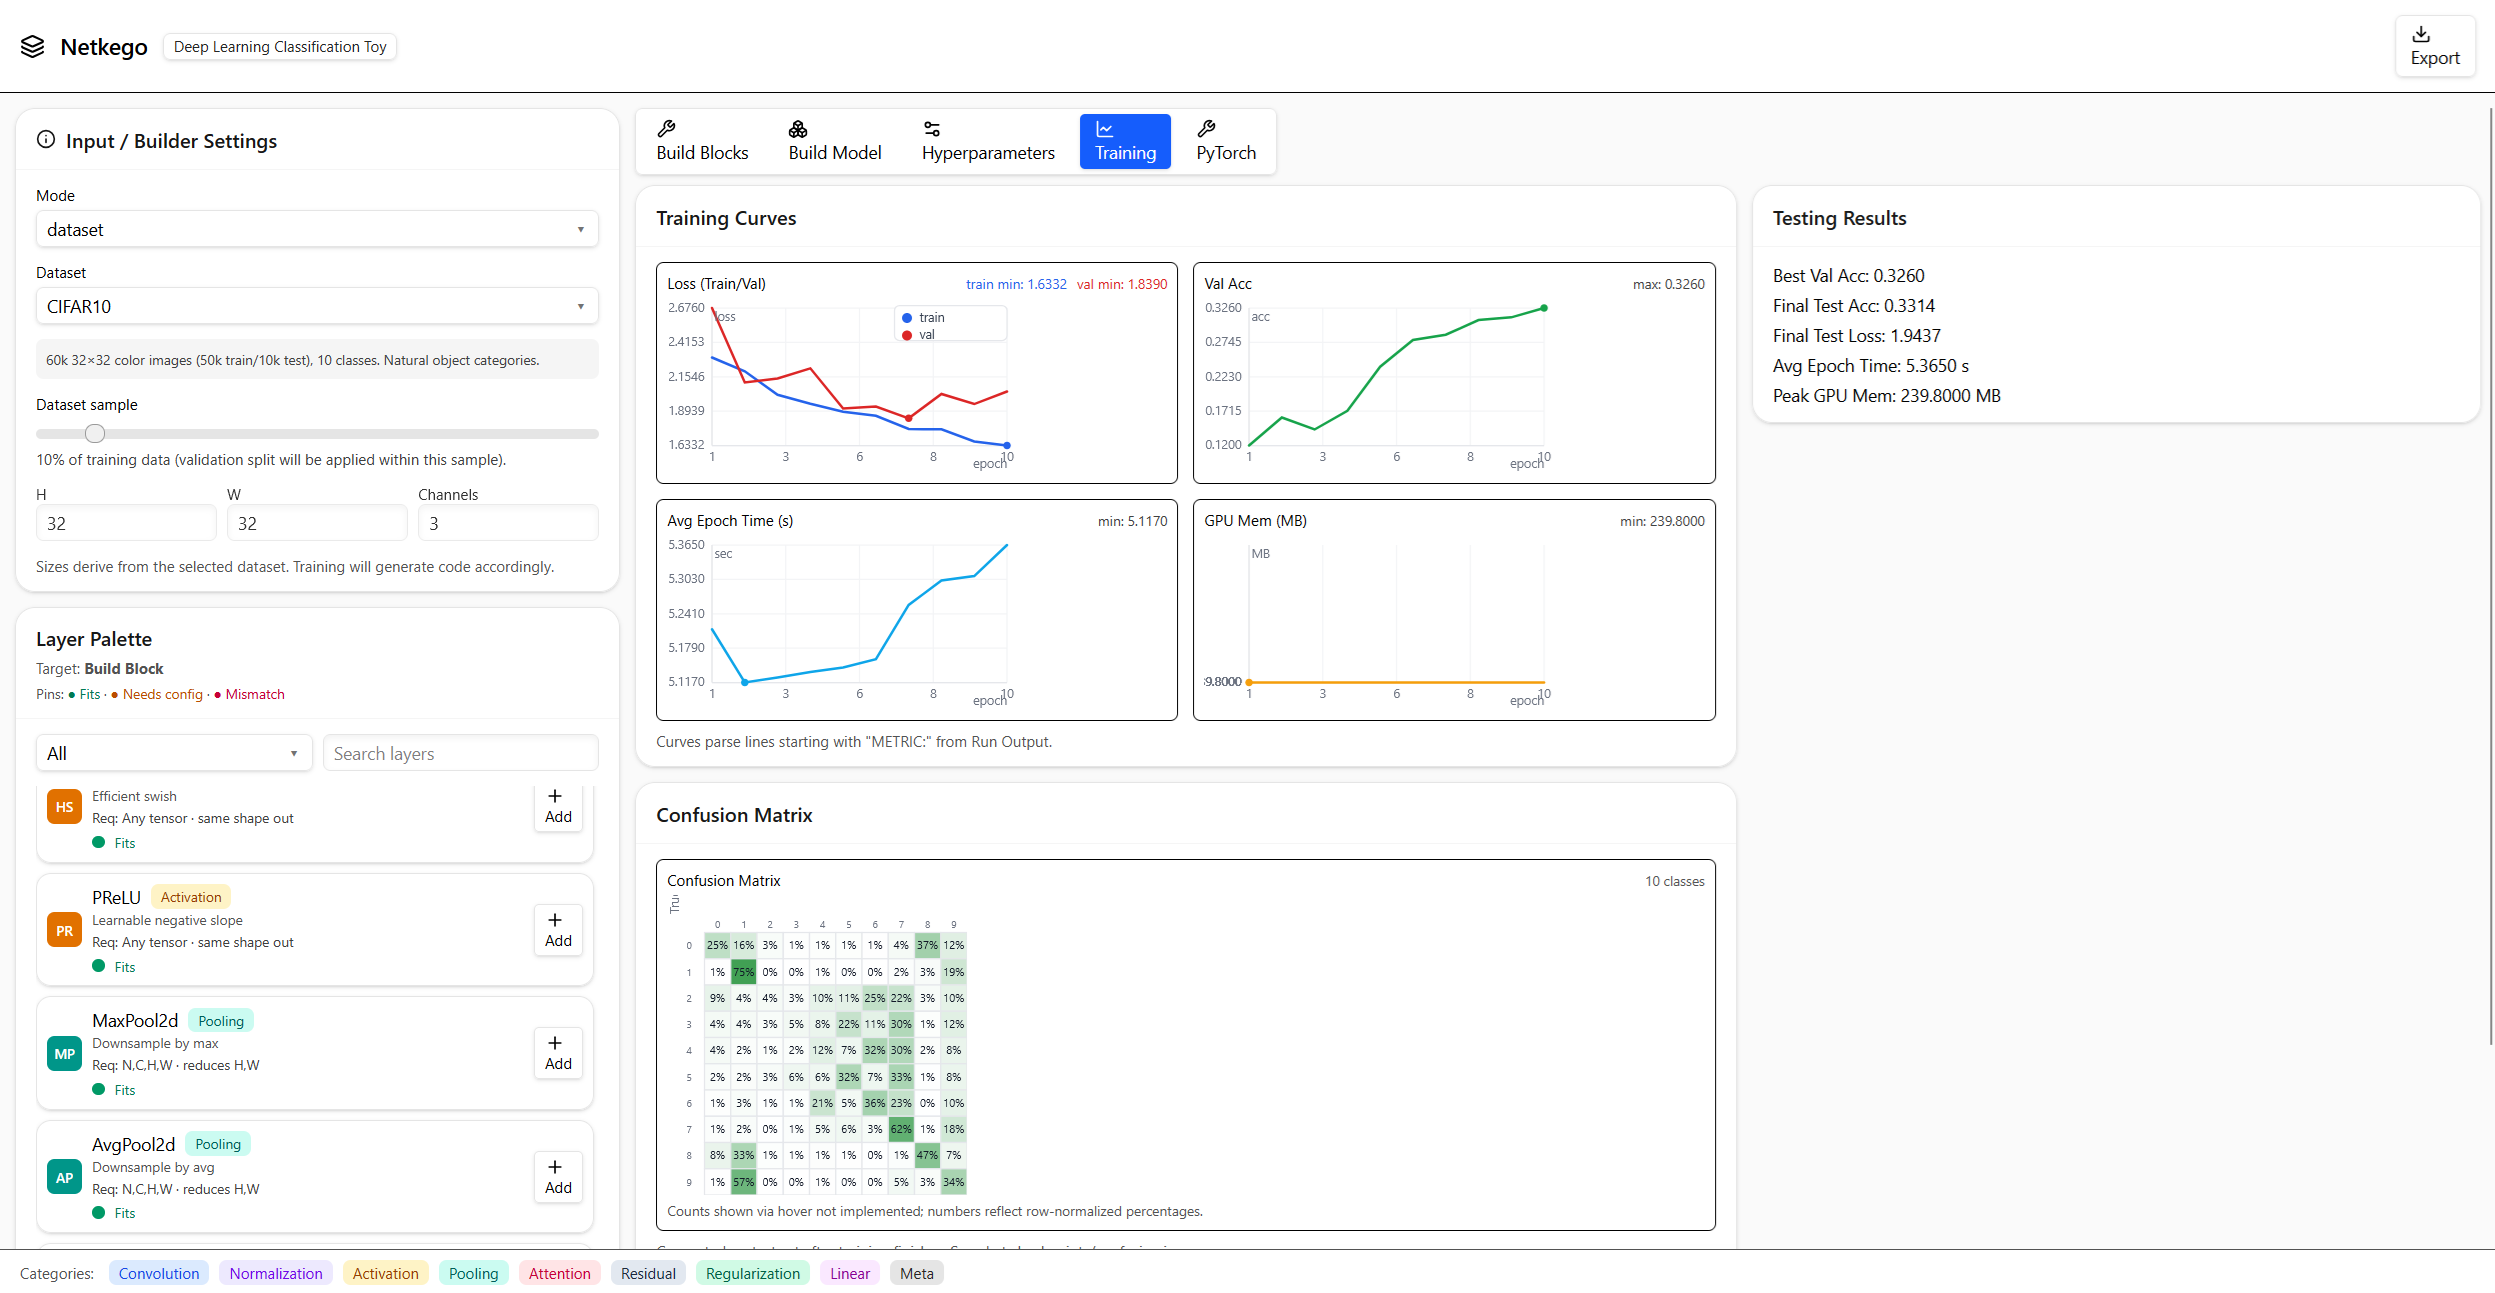 Netkego
Deep Learning Classification Toy
Export
Input / Builder Settings
Mode
dataset
Dataset
CIFAR10
60k 32×32 color images (50k train/10k test), 10 classes. Natural object categories.
Dataset sample
10% of training data (validation split will be applied within this sample).
H W Channels
32 32 3
Sizes derive from the selected dataset. Training will generate code accordingly.
Layer Palette
Target: Build Block
Pins: • Fits · • Needs config · • Mismatch
All Search layers
HS
Efficient swish
Req: Any tensor · same shape out
Fits
Add
PR
PReLU Activation
Learnable negative slope
Req: Any tensor · same shape out
Fits
Add
MP
MaxPool2d Pooling
Downsample by max
Req: N,C,H,W · reduces H,W
Fits
Add
AP
AvgPool2d Pooling
Downsample by avg
Req: N,C,H,W · reduces H,W
Fits
Add
Build Blocks Build Model Hyperparameters Training PyTorch
Training Curves
Loss (Train/Val) train min: 1.6332 val min: 1.8390
2.6760
2.4153
2.1546
1.8939
1.6332
loss
train
val
1 3 6 8 10
epoch
Val Acc max: 0.3260
0.3260
0.2745
0.2230
0.1715
0.1200
acc
1 3 6 8 10
epoch
Avg Epoch Time (s) min: 5.1170
5.3650
5.3030
5.2410
5.1790
5.1170
sec
1 3 6 8 10
epoch
GPU Mem (MB) min: 239.8000
MB
9.8000
1 3 6 8 10
epoch
Curves parse lines starting with "METRIC:" from Run Output.
Confusion Matrix
Confusion Matrix 10 classes
0 1 2 3 4 5 6 7 8 9
0 25% 16% 3% 1% 1% 1% 1% 4% 37% 12%
1 1% 75% 0% 0% 1% 0% 0% 2% 3% 19%
2 9% 4% 4% 3% 10% 11% 25% 22% 3% 10%
3 4% 4% 3% 5% 8% 22% 11% 30% 1% 12%
4 4% 2% 1% 2% 12% 7% 32% 30% 2% 8%
5 2% 2% 3% 6% 6% 32% 7% 33% 1% 8%
6 1% 3% 1% 1% 21% 5% 36% 23% 0% 10%
7 1% 2% 0% 1% 5% 6% 3% 62% 1% 18%
8 8% 33% 1% 1% 1% 1% 0% 1% 47% 7%
9 1% 57% 0% 0% 1% 0% 0% 5% 3% 34%
Counts shown via hover not implemented; numbers reflect row-normalized percentages.
Testing Results
Best Val Acc: 0.3260
Final Test Acc: 0.3314
Final Test Loss: 1.9437
Avg Epoch Time: 5.3650 s
Peak GPU Mem: 239.8000 MB
Categories: Convolution Normalization Activation Pooling Attention Residual Regularization Linear Meta